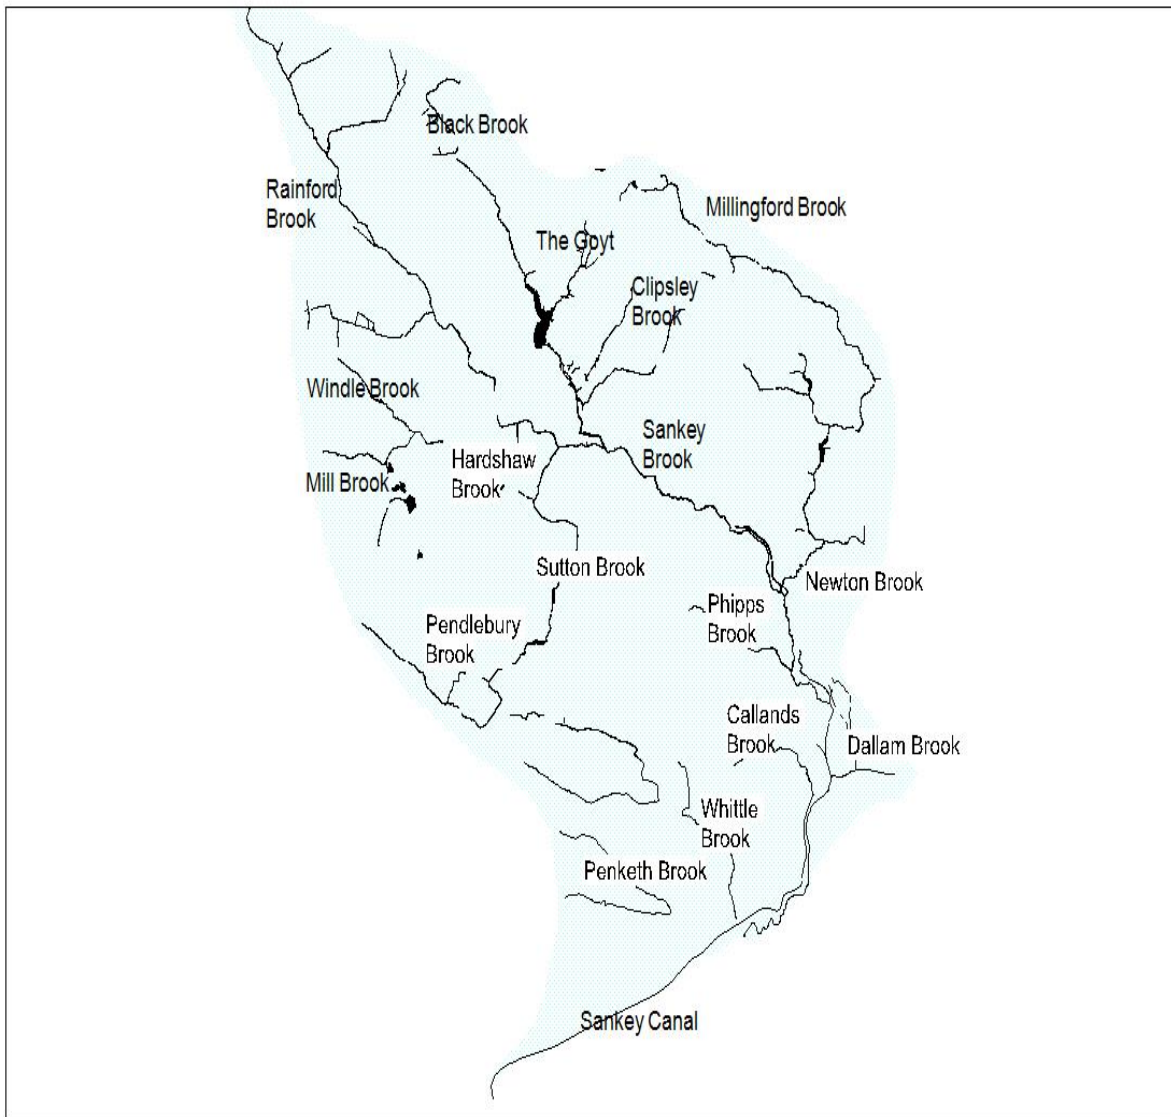 Black Brook
Rainford
Brook
Millingford Brook
The Goyt
Clipsley
Brook
Windle Brook
Sankey
Brook
Hardshaw
Brook
Mill Brook
Sutton Brook
Newton Brook
Phipps
Brook
Pendlebury
Brook
Callands
Brook
Dallam Brook
Whittle
Brook
Penketh Brook
Sankey Canal